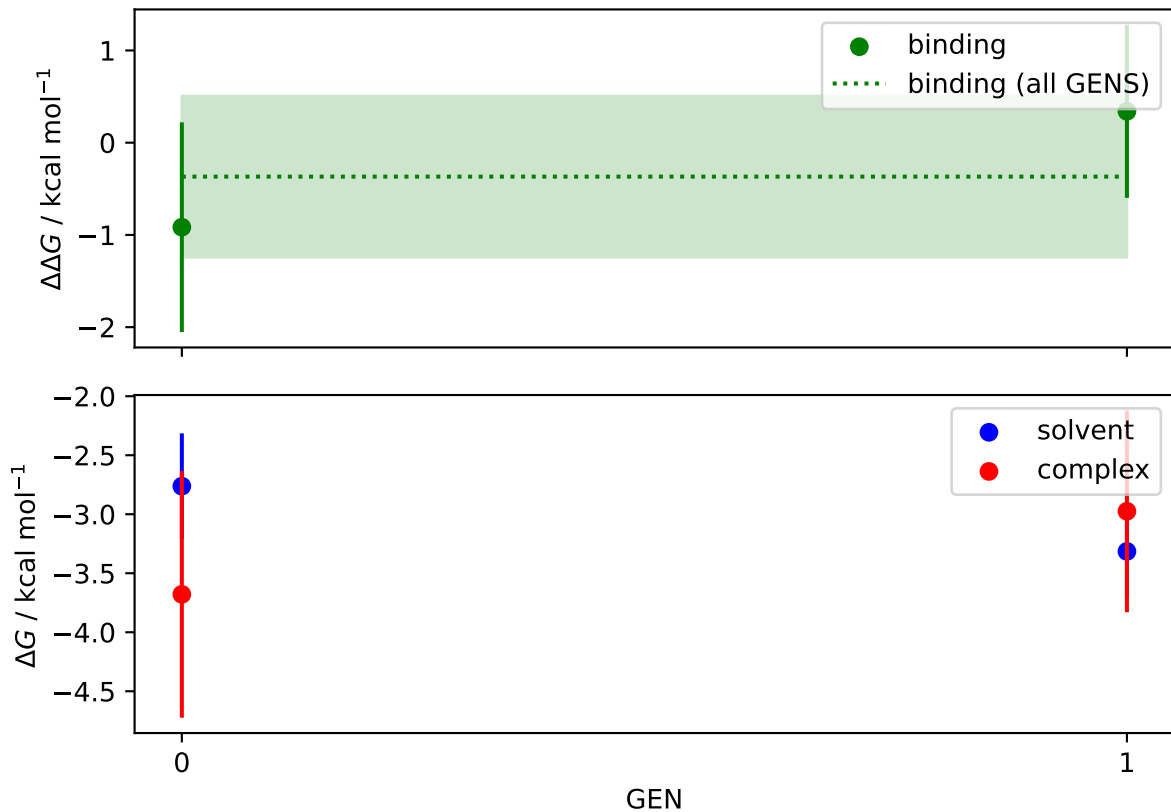 1
0
−1
−2
ΔΔG / kcal mol⁻¹
binding
binding (all GENS)
−2.0
−2.5
−3.0
−3.5
−4.0
−4.5
ΔG / kcal mol⁻¹
solvent
complex
0
1
GEN